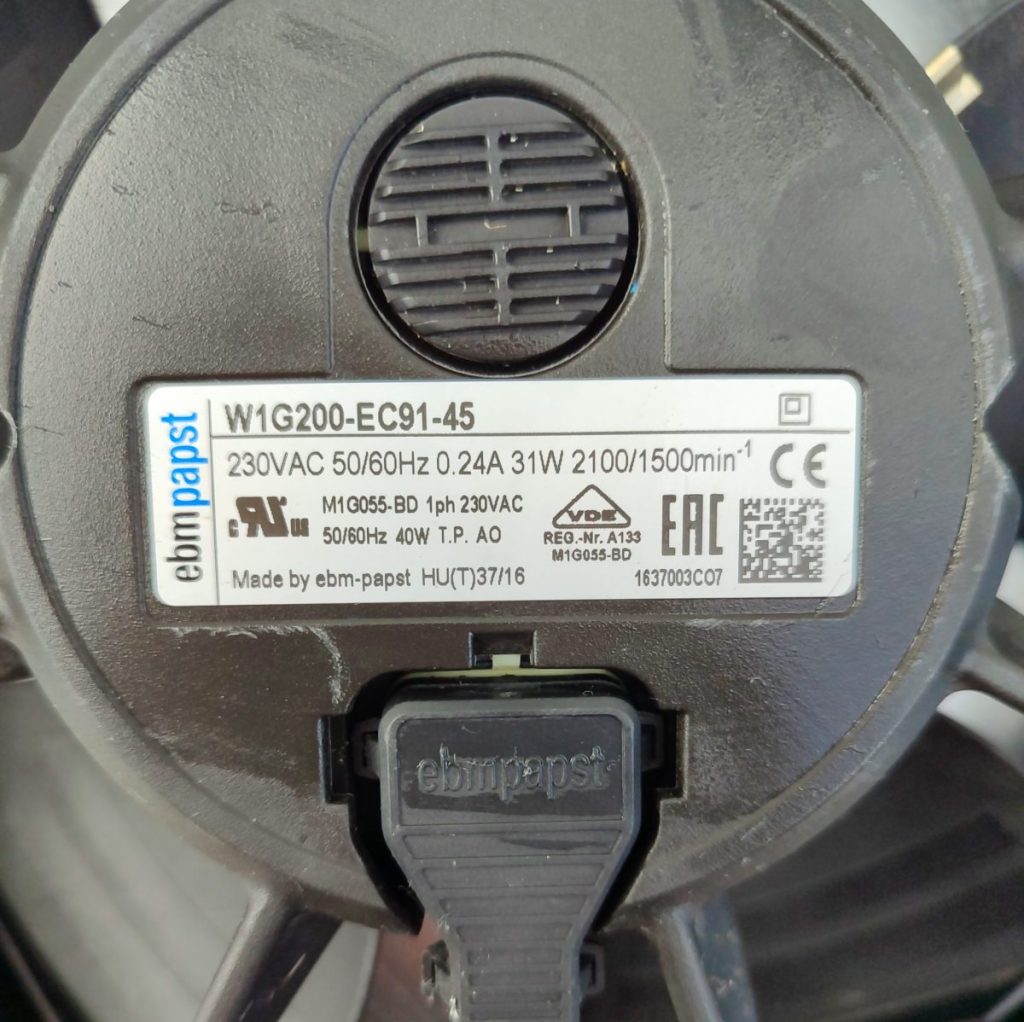 ebmpapst
W1G200-EC91-45
230VAC 50/60Hz 0.24A 31W 2100/1500min⁻¹ CE
c RU us
M1G055-BD 1ph 230VAC
50/60Hz 40W T.P. AO
VDE
REG.-Nr. A133
M1G055-BD
EAC
Made by ebm-papst HU(T)37/16
1637003C07
ebmpapst